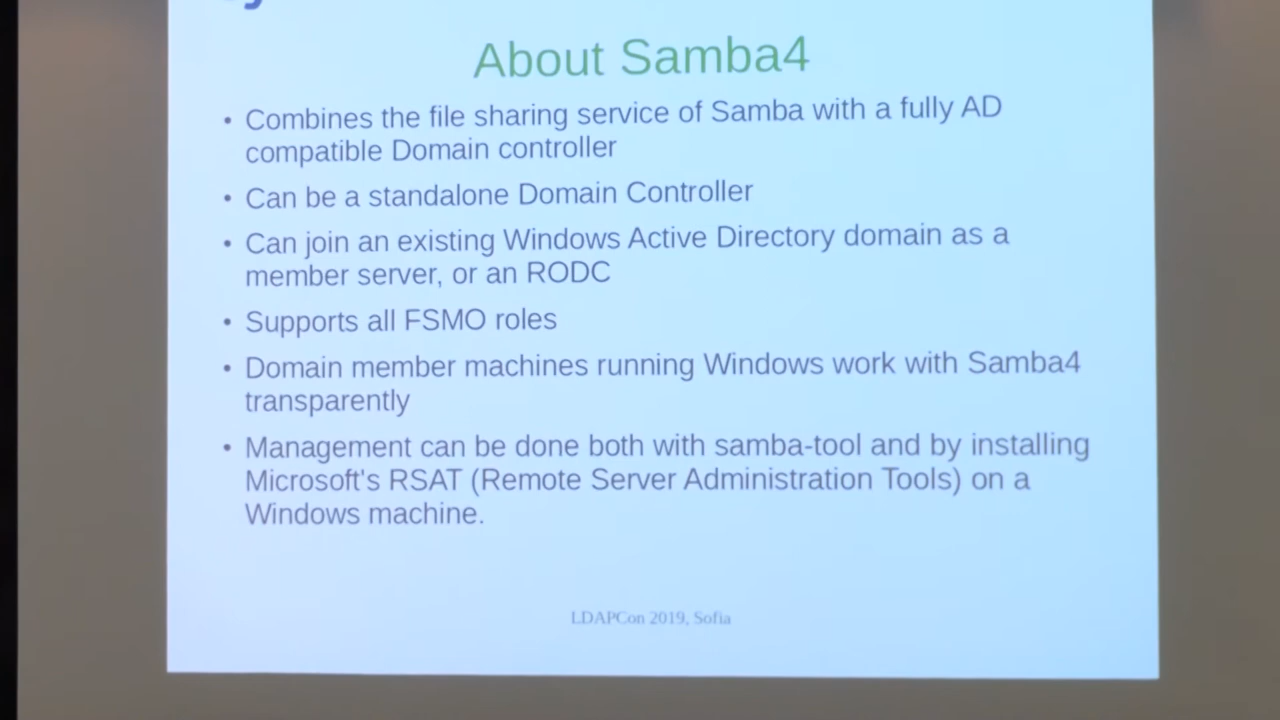 About Samba4
• Combines the file sharing service of Samba with a fully AD
compatible Domain controller
• Can be a standalone Domain Controller
• Can join an existing Windows Active Directory domain as a
member server, or an RODC
• Supports all FSMO roles
• Domain member machines running Windows work with Samba4
transparently
• Management can be done both with samba-tool and by installing
Microsoft's RSAT (Remote Server Administration Tools) on a
Windows machine.
LDAPCon 2019, Sofia